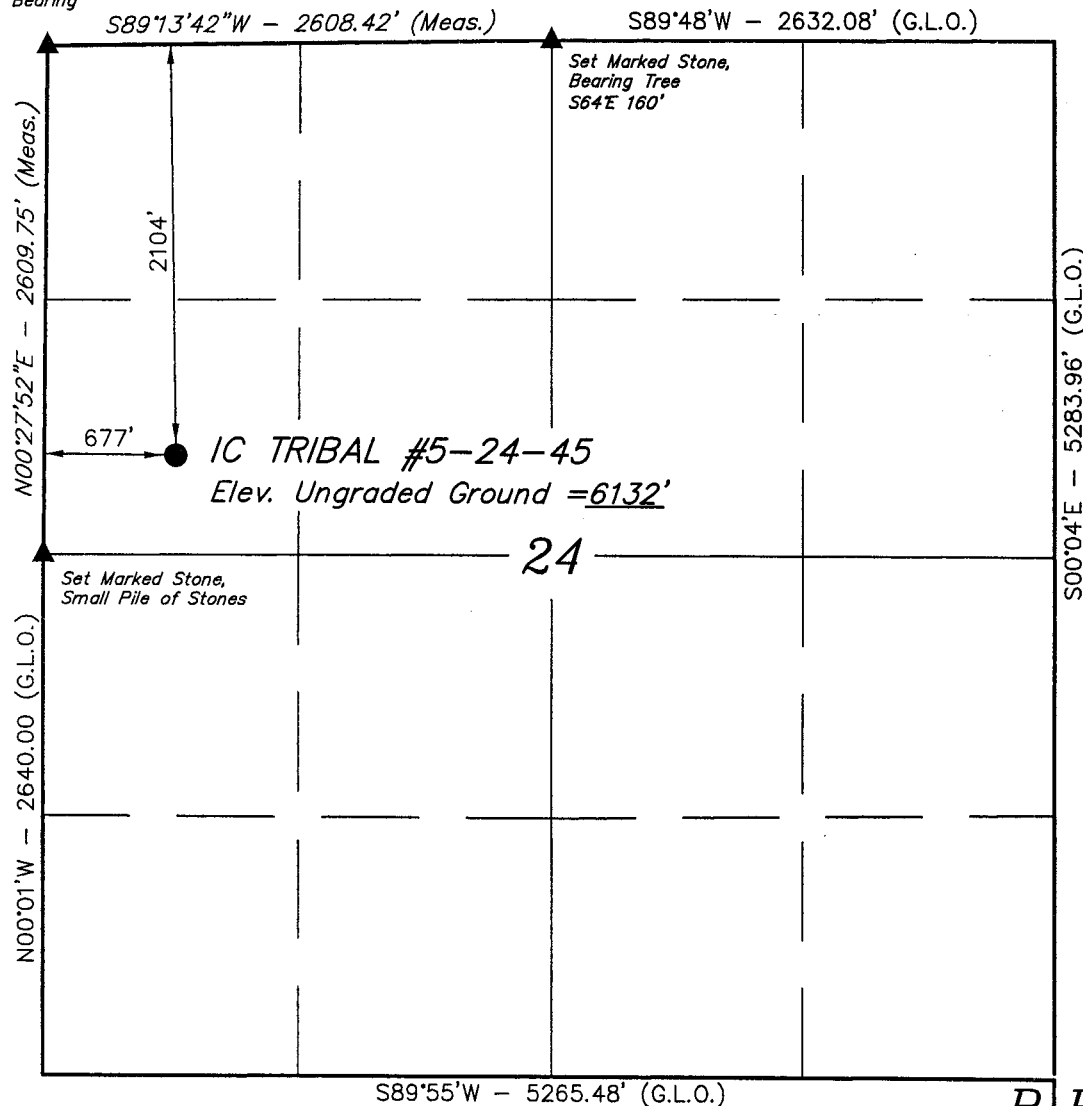 Bearing
S89°13'42"W - 2608.42' (Meas.)
S89°48'W - 2632.08' (G.L.O.)
Set Marked Stone,
Bearing Tree
S64°E 160'
N00°27'52"E - 2609.75' (Meas.)
2104'
S00°04'E - 5283.96' (G.L.O.)
677'
IC TRIBAL #5-24-45
Elev. Ungraded Ground = 6132'
24
Set Marked Stone,
Small Pile of Stones
N00°01'W - 2640.00 (G.L.O.)
S89°55'W - 5265.48' (G.L.O.)